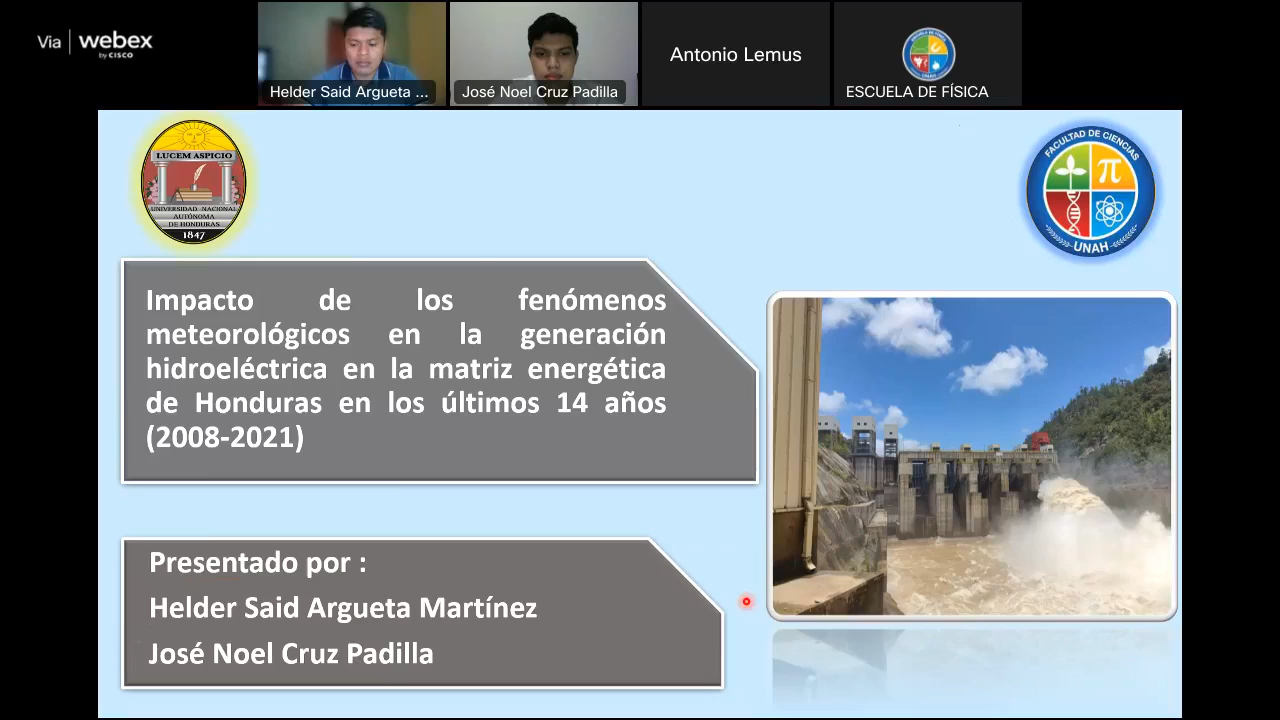 Via webex
by CISCO
Helder Said Argueta ...
José Noel Cruz Padilla
Antonio Lemus
UNAH
ESCUELA DE FÍSICA
LUCEM ASPICIO
UNIVERSIDAD NACIONAL
AUTÓNOMA
DE HONDURAS
1847
FACULTAD DE CIENCIAS
π
UNAH
Impacto de los fenómenos
meteorológicos en la generación
hidroeléctrica en la matriz energética
de Honduras en los últimos 14 años
(2008-2021)
Presentado por :
Helder Said Argueta Martínez
José Noel Cruz Padilla